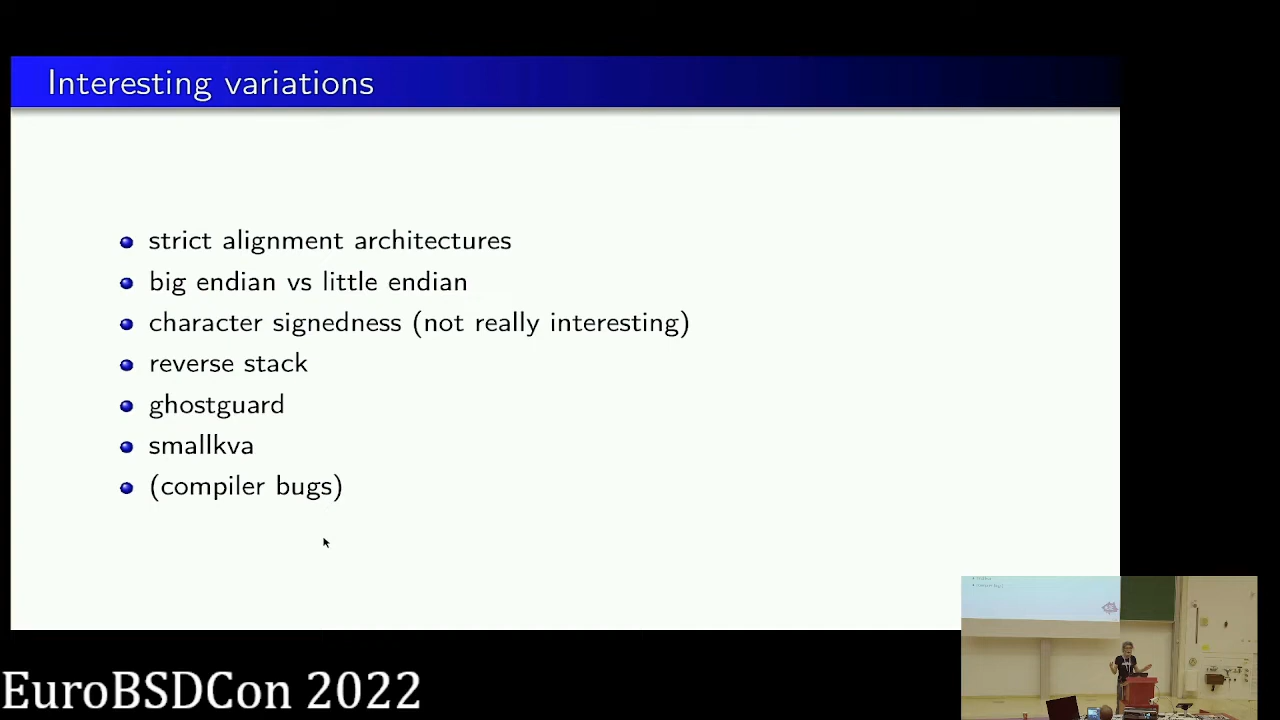 Interesting variations
strict alignment architectures
big endian vs little endian
character signedness (not really interesting)
reverse stack
ghostguard
smallkva
(compiler bugs)
EuroBSDCon 2022